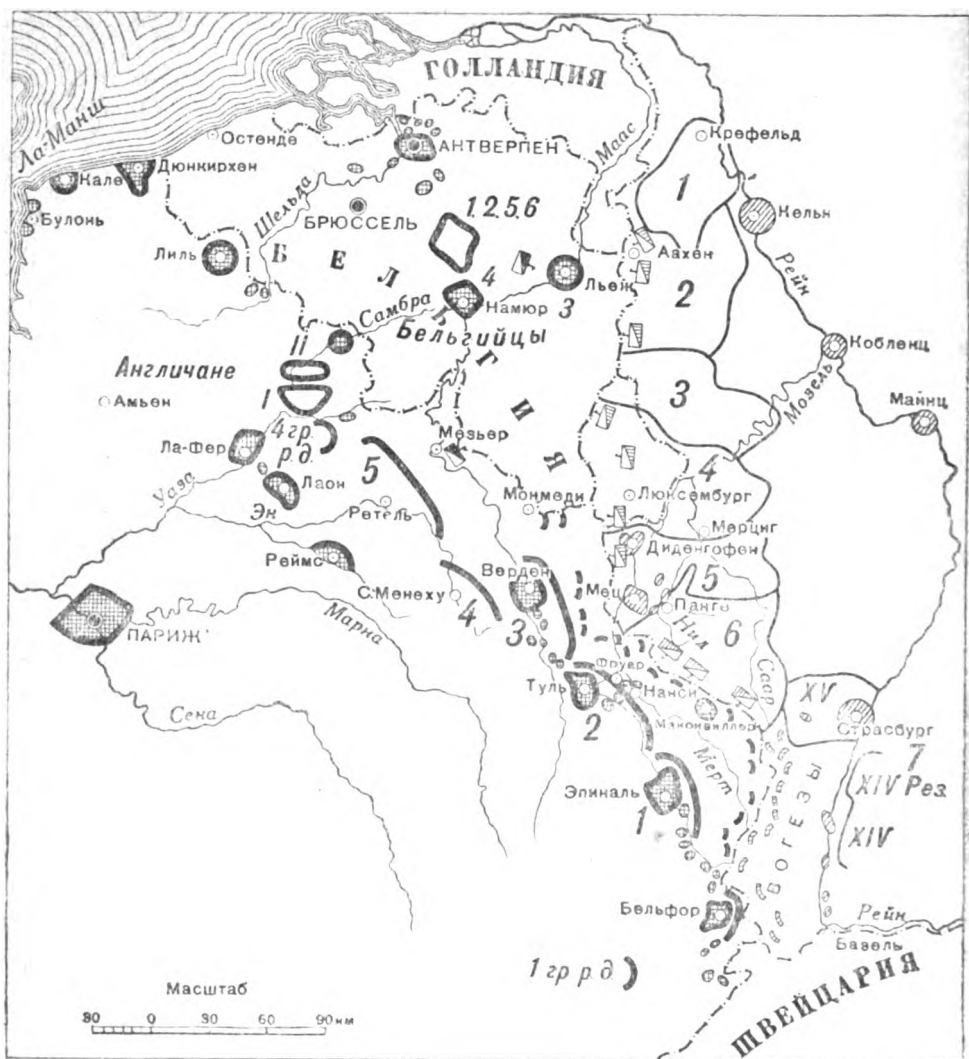 ГОЛЛАНДИЯ
Ла-Манш
Остенде
Крефельд
Дюнкирхен
АНТВЕРПЕН
Маас
Кале
Булонь
Шельда
БРЮССЕЛЬ
1.2.5.6
1
Кельн
Лиль
БЕЛЬГИЯ
Аахен
Рейн
4
Льеж
2
Самбра
Намюр
3
Бельгийцы
II
Кобленц
Англичане
3
Мозель
Майнц
Амьен
I
4 гр.
р.д.
Мезьер
Ла-Фер
4
5
Лаон
Уаза
Эн
Ретель
Монмеди
Люксембург
Мерциг
Диденгофен
Реймс
Верден
5
С.Менеху
Мец
Панге
4
3
Нид
6
ПАРИЖ
Марна
Саар
Фруар
Туль
Нанси
XV
Сена
2
Манонвиллер
Страсбург
Мерт
7
Эпиналь
ВОГЕЗЫ
XIV Рез.
1
XIV
Бельфор
Рейн
Базель
1 гр р.д.
ШВЕЙЦАРИЯ
Масштаб
30 0 30 60 90 км